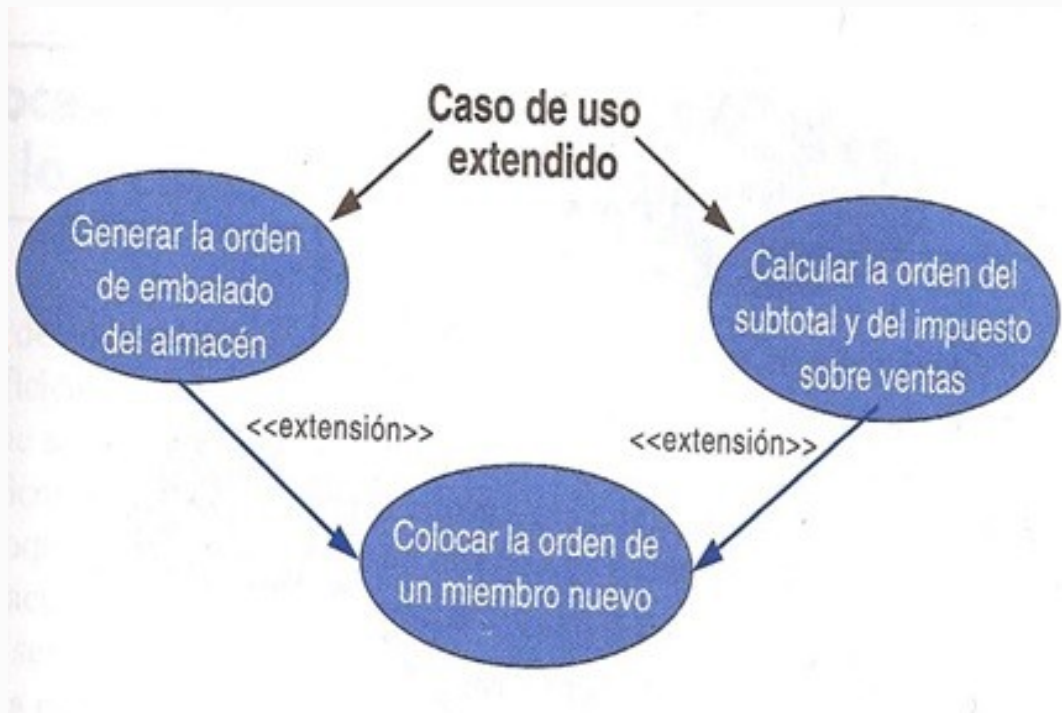 Caso de uso
extendido
Generar la orden
de embalado
del almacén
Calcular la orden del
subtotal y del impuesto
sobre ventas
<<extensión>>
<<extensión>>
Colocar la orden de
un miembro nuevo